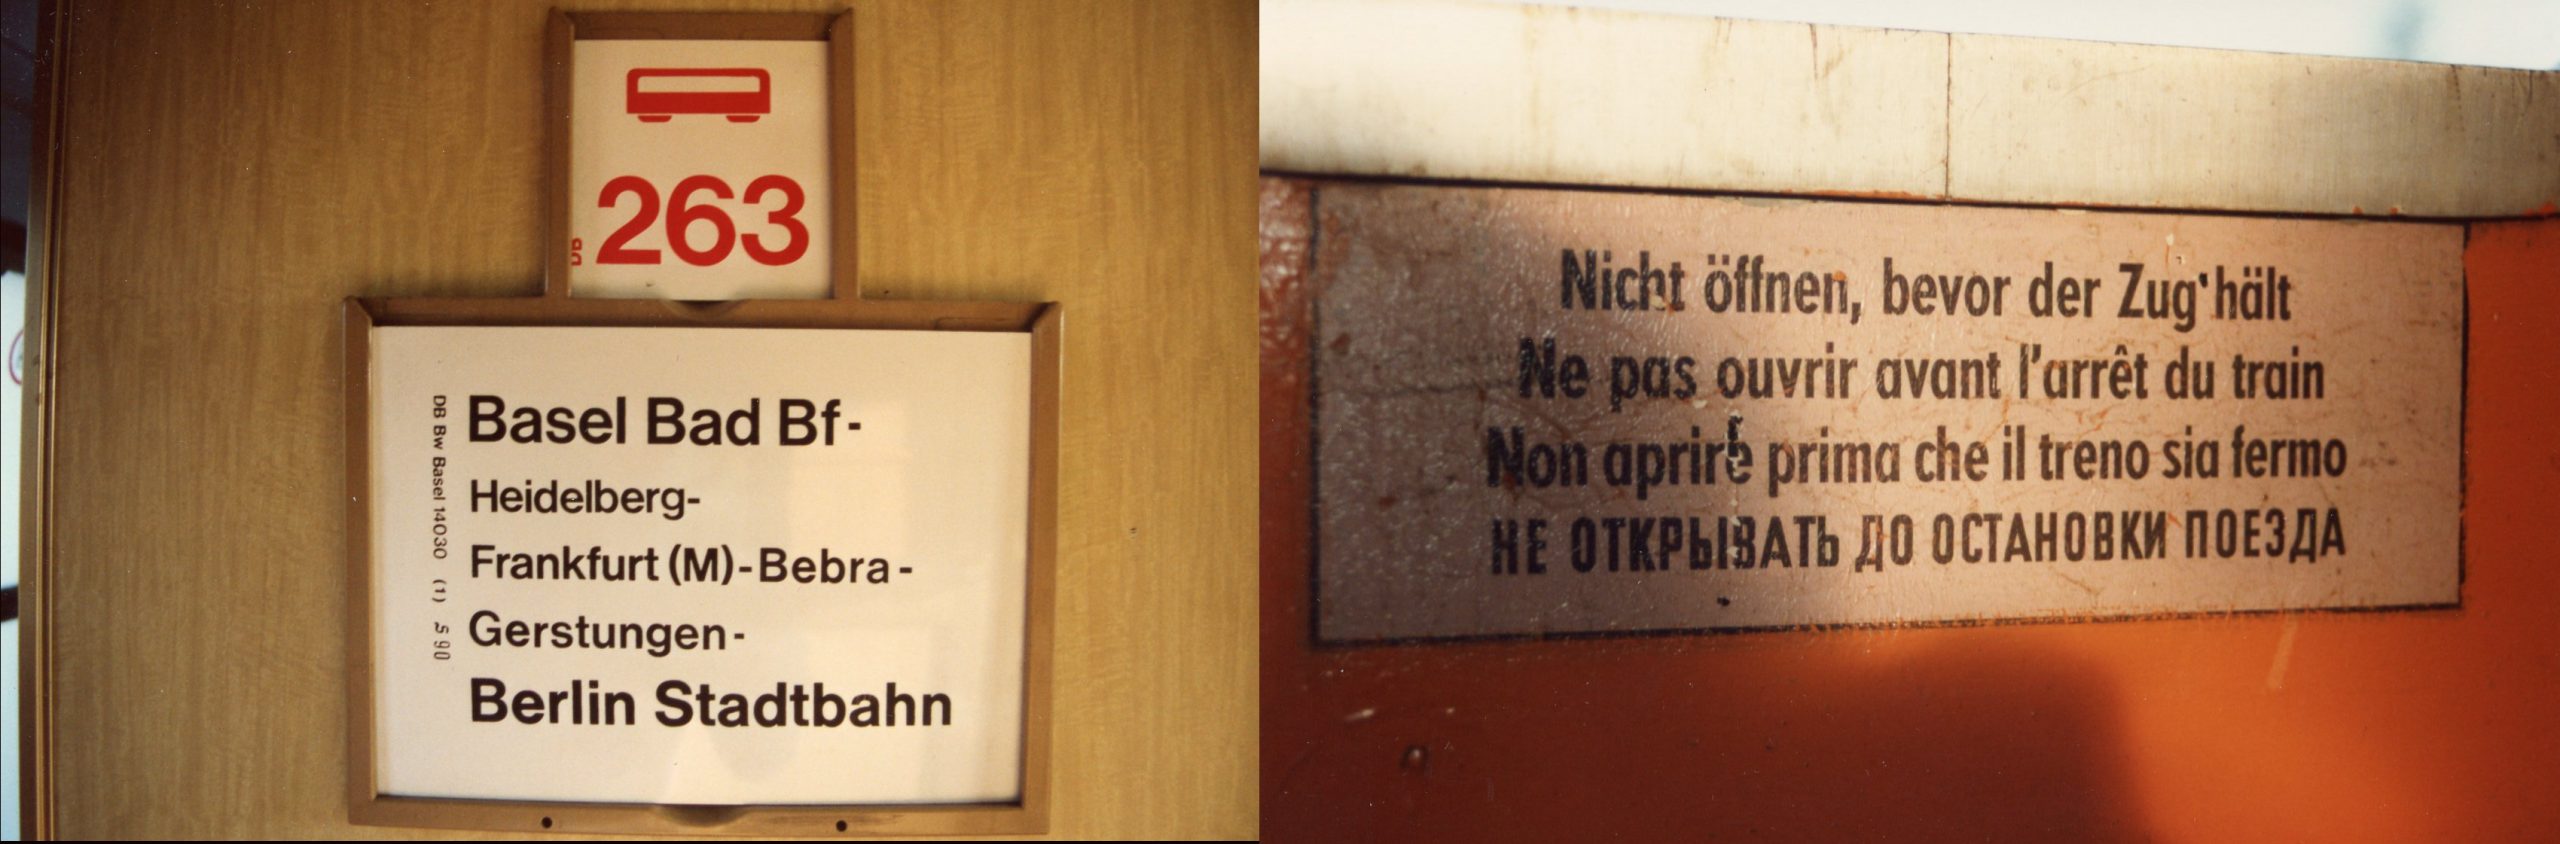 263
DB
Basel Bad Bf-
Heidelberg-
Frankfurt (M)-Bebra-
Gerstungen-
Berlin Stadtbahn
DB Bw Basel 14030 (1) S 90
Nicht öffnen, bevor der Zug hält
Ne pas ouvrir avant l'arrêt du train
Non aprire prima che il treno sia fermo
НЕ ОТКРЫВАТЬ ДО ОСТАНОВКИ ПОЕЗДА